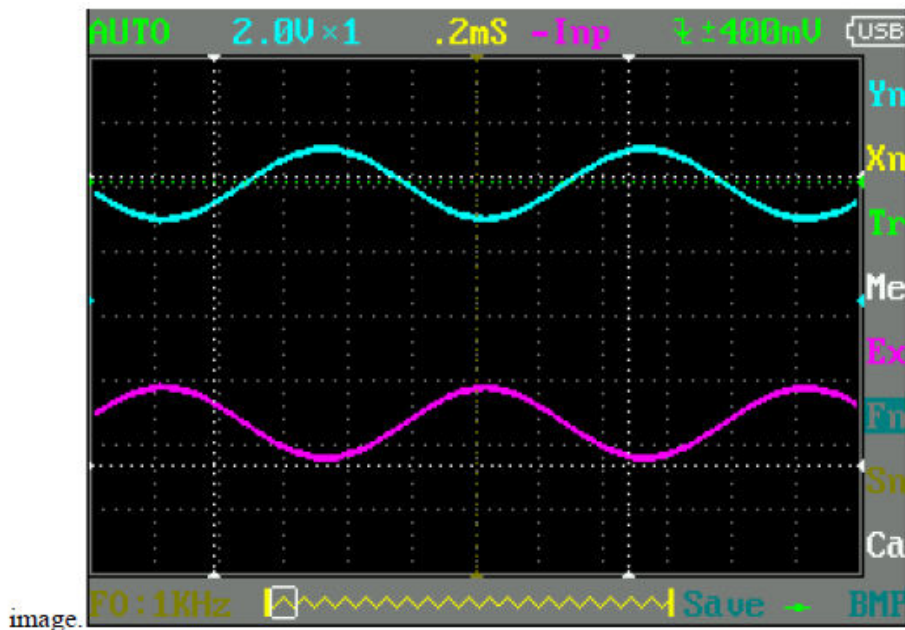 AUTO 2.0V×1 .2mS -Inp ±400mV USB
Yn
Xn
Tr
Me
Ex
Fn
Sn
Ca
image. FO:1KHz Save BMP